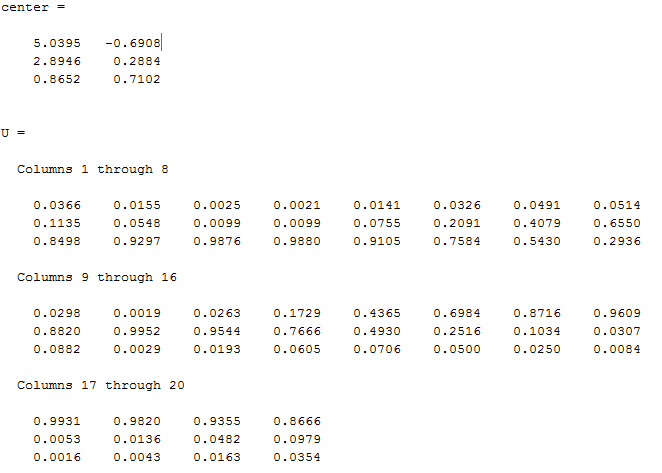 center =
5.0395 -0.6908
2.8946 0.2884
0.8652 0.7102
U =
Columns 1 through 8
0.0366 0.0155 0.0025 0.0021 0.0141 0.0326 0.0491 0.0514
0.1135 0.0548 0.0099 0.0099 0.0755 0.2091 0.4079 0.6550
0.8498 0.9297 0.9876 0.9880 0.9105 0.7584 0.5430 0.2936
Columns 9 through 16
0.0298 0.0019 0.0263 0.1729 0.4365 0.6984 0.8716 0.9609
0.8820 0.9952 0.9544 0.7666 0.4930 0.2516 0.1034 0.0307
0.0882 0.0029 0.0193 0.0605 0.0706 0.0500 0.0250 0.0084
Columns 17 through 20
0.9931 0.9820 0.9355 0.8666
0.0053 0.0136 0.0482 0.0979
0.0016 0.0043 0.0163 0.0354